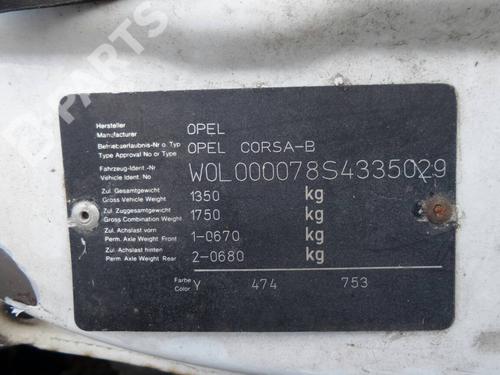 Hersteller
Manufacturer OPEL
Betriebserlaubnis-Nr o. Typ
Type Approval No or Type OPEL CORSA-B
Fahrzeug-Ident.-Nr
Vehicle Ident. No W0L000078S4335029
Zul. Gesamtgewicht
Gross Vehicle Weight 1350 kg
Zul. Zuggesamtgewicht
Gross Combination Weight 1750 kg
Zul. Achslast vorn
Perm. Axle Weight Front 1-0670 kg
Zul. Achslast hinten
Perm. Axle Weight Rear 2-0680 kg
Farbe
Color Y 474 753
PARTS